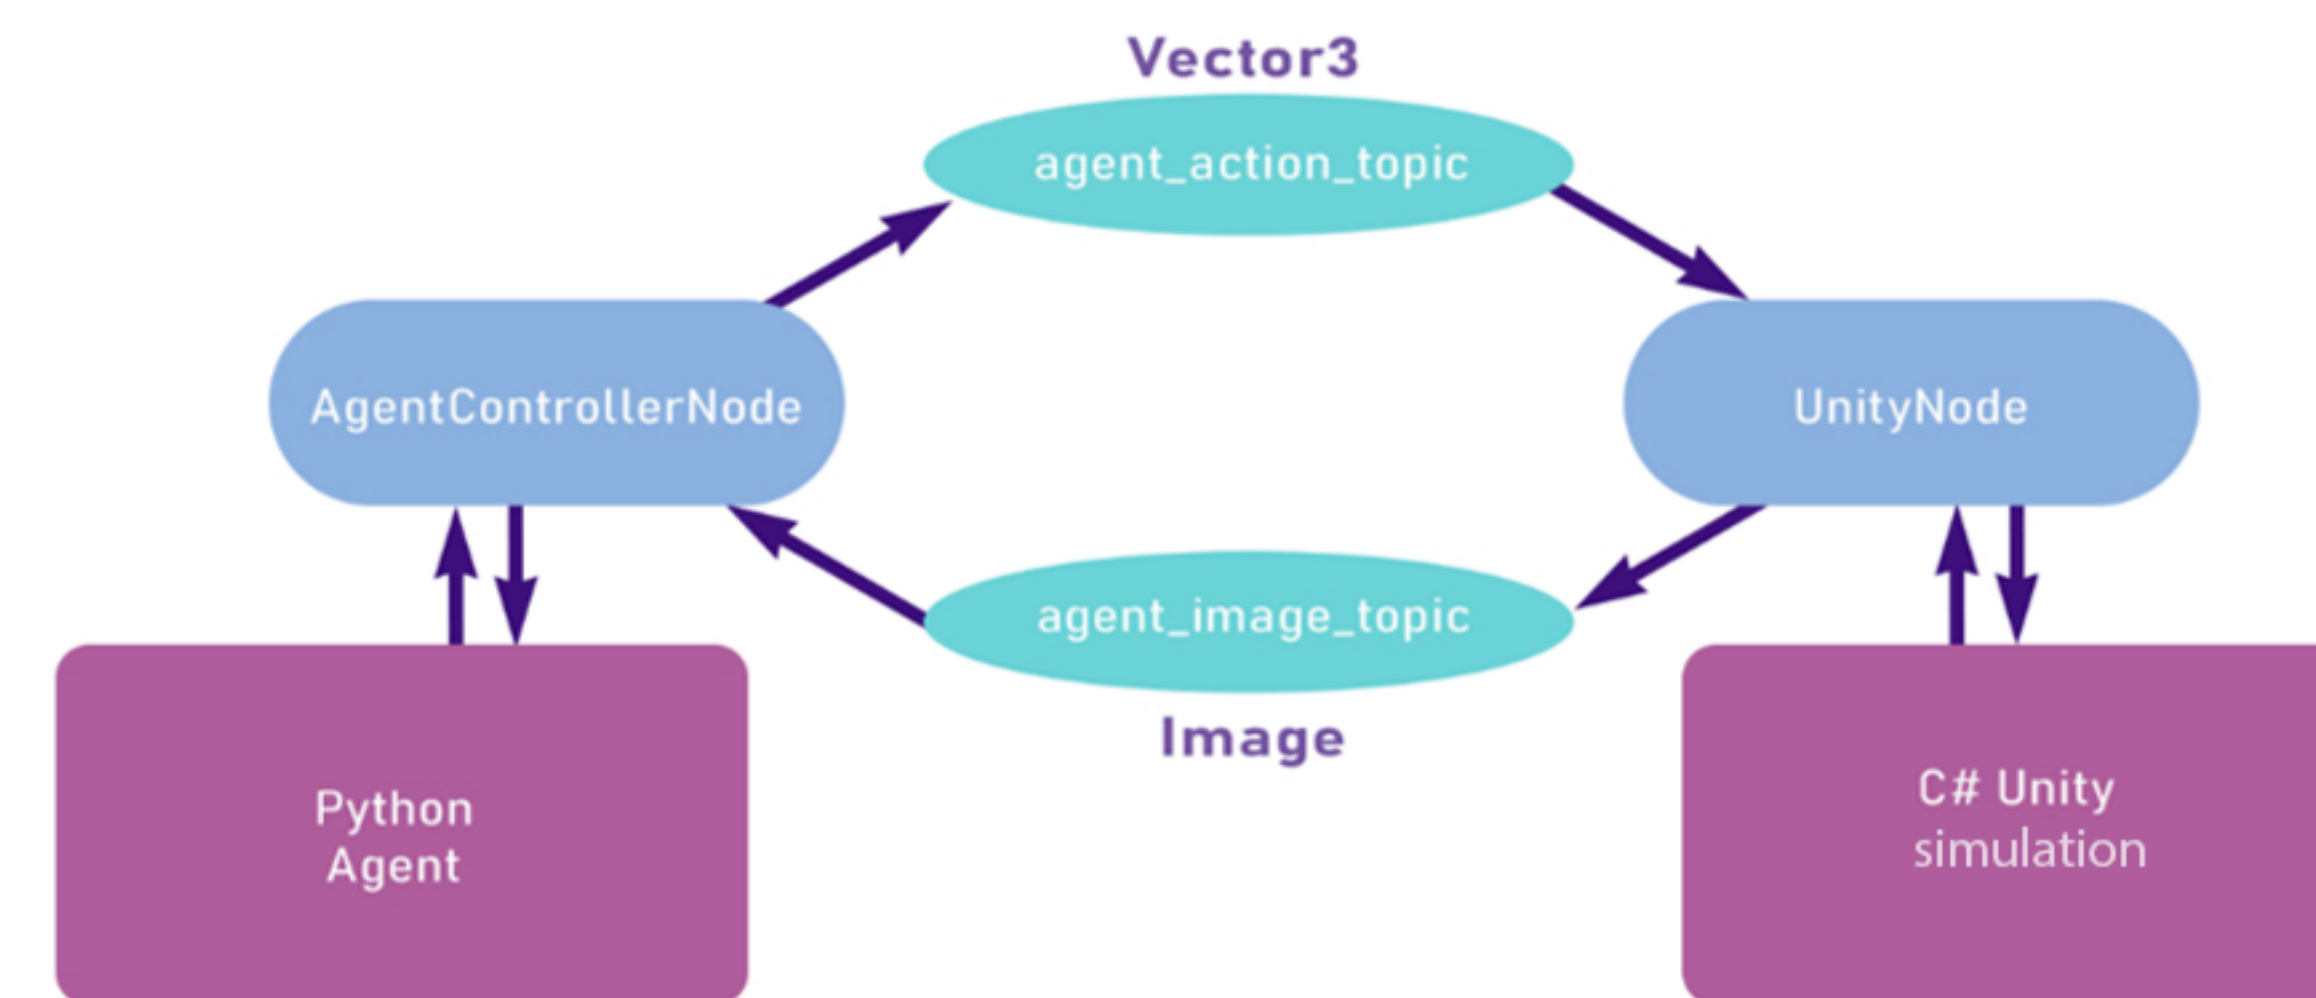 Vector3
agent_action_topic
AgentControllerNode
UnityNode
agent_image_topic
Image
Python
Agent
C# Unity
simulation